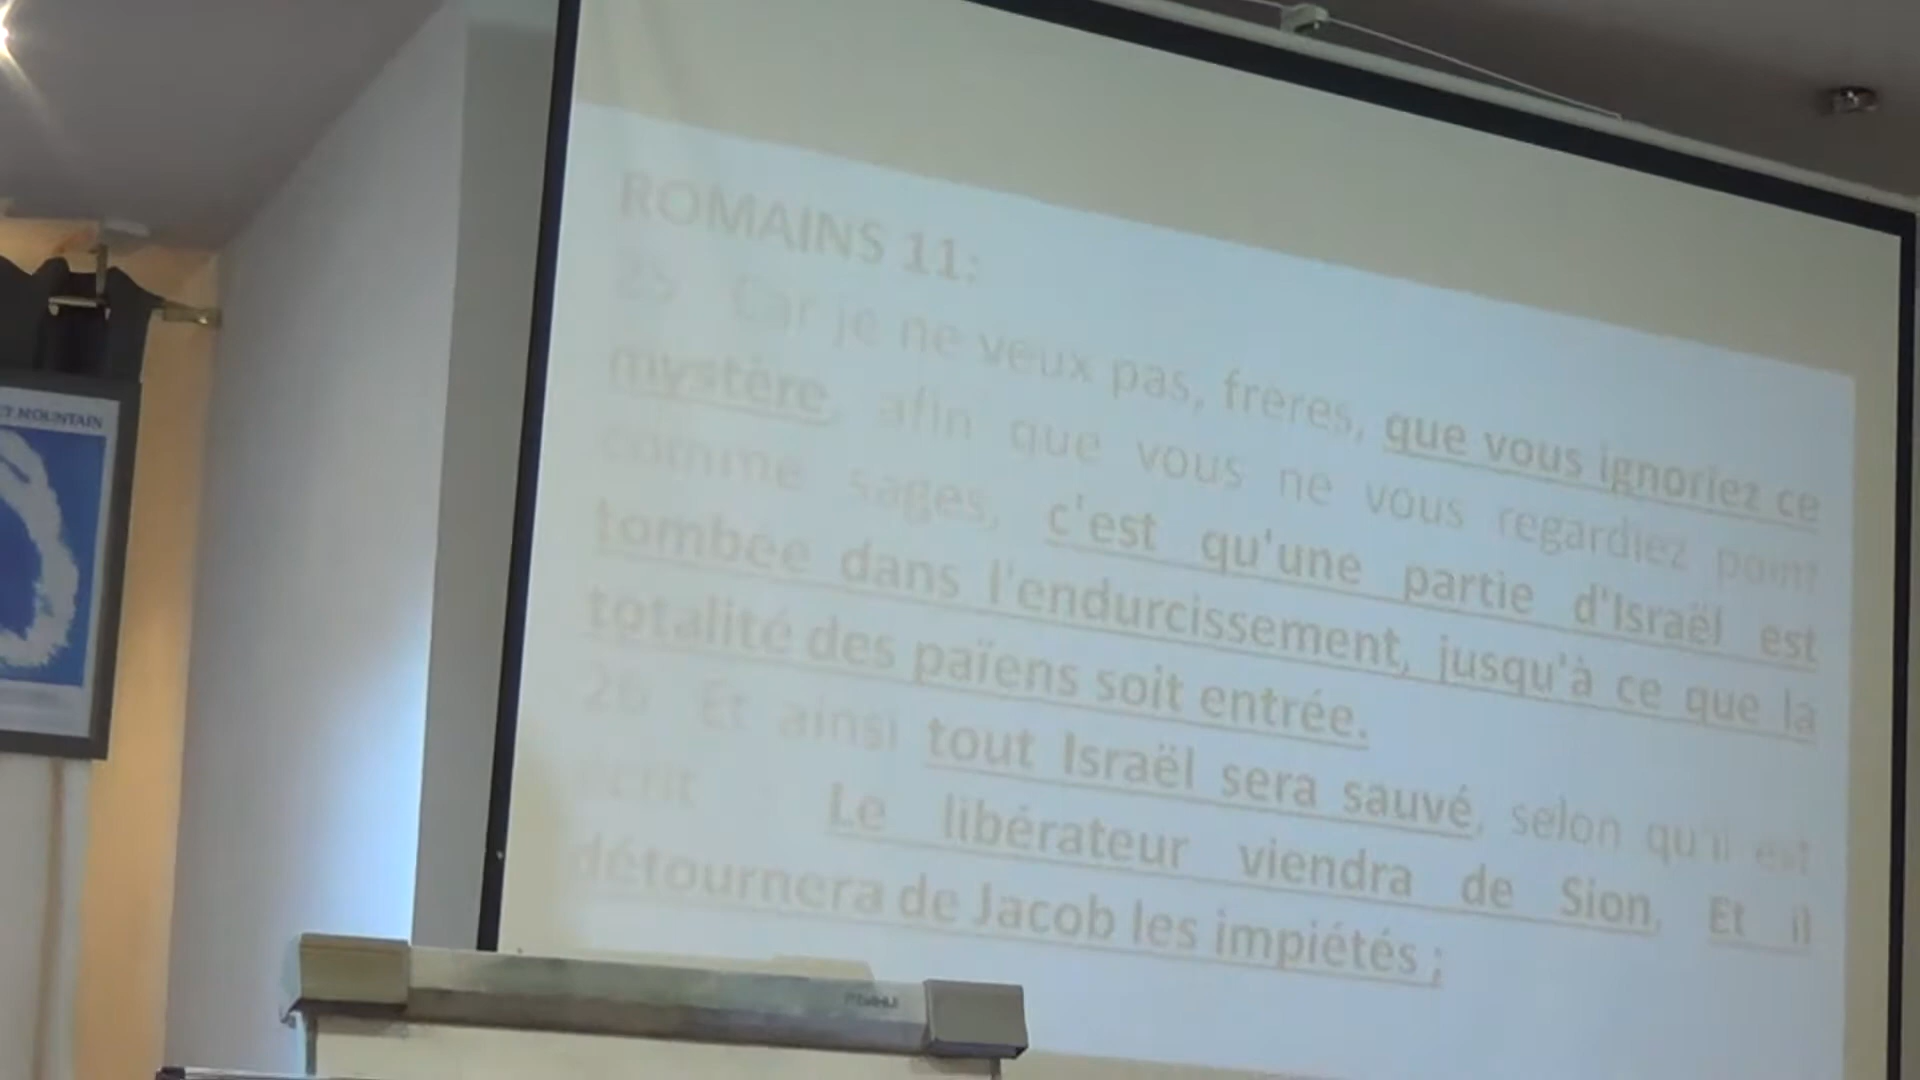 ROMAINS 11:
25 Car je ne veux pas, frères, que vous ignoriez ce
mystère, afin que vous ne vous regardiez point
comme sages, c'est qu'une partie d'Israël est
tombée dans l'endurcissement, jusqu'à ce que la
totalité des païens soit entrée.
26 Et ainsi tout Israël sera sauvé, selon qu'il est
écrit Le libérateur viendra de Sion, Et il
détournera de Jacob les impiétés ;
MOUNTAIN